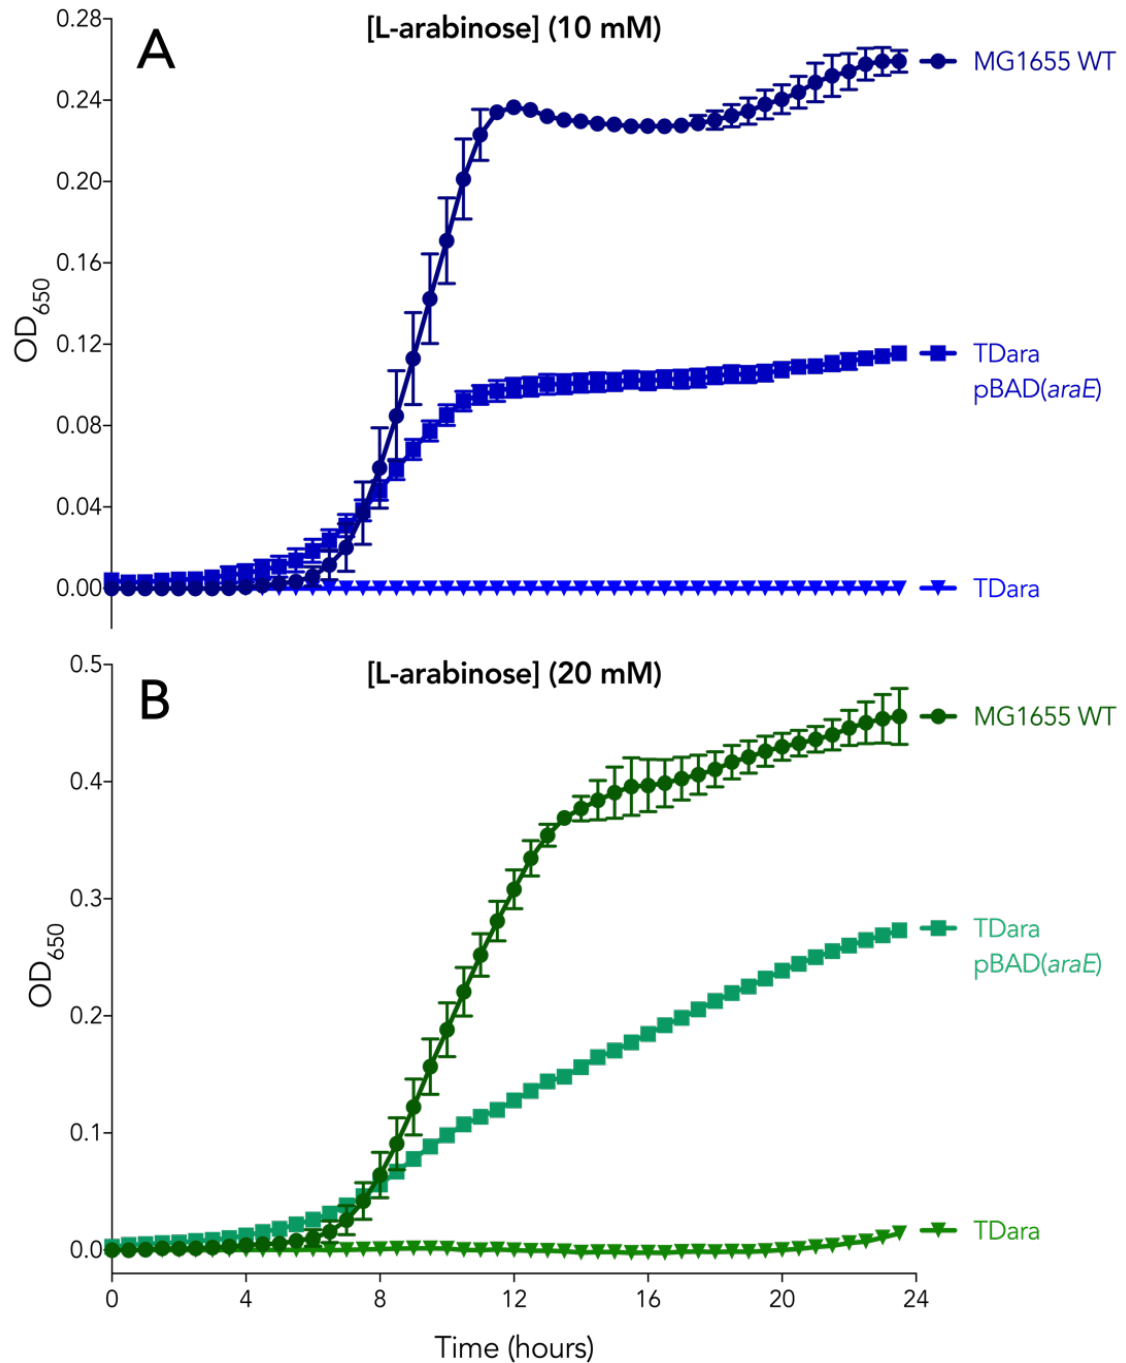 [L-arabinose] (10 mM)
A
0.28
0.24
0.20
0.16
0.12
0.08
0.04
0.00
OD650
MG1655 WT
TDara
pBAD(araE)
TDara
[L-arabinose] (20 mM)
B
0.5
0.4
0.3
0.2
0.1
0.0
OD650
MG1655 WT
TDara
pBAD(araE)
TDara
0 4 8 12 16 20 24
Time (hours)